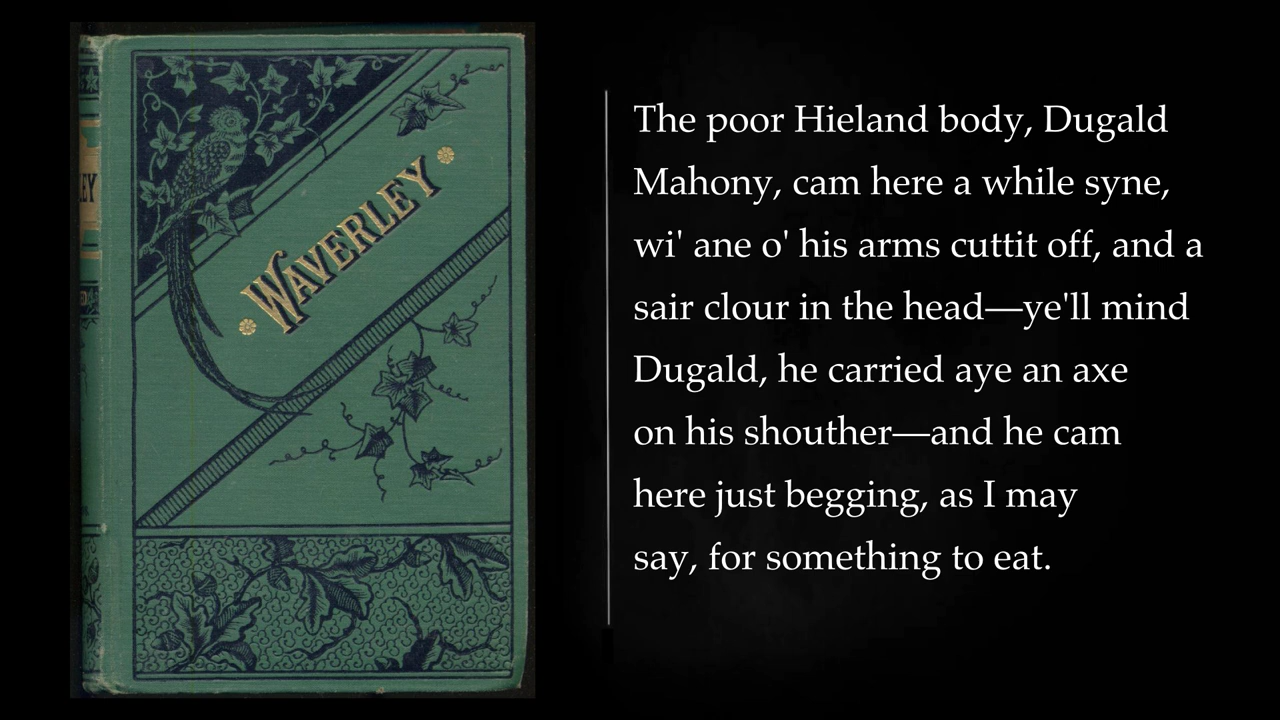 WAVERLEY
The poor Hieland body, Dugald
Mahony, cam here a while syne,
wi' ane o' his arms cuttit off, and a
sair clour in the head—ye'll mind
Dugald, he carried aye an axe
on his shouther—and he cam
here just begging, as I may
say, for something to eat.